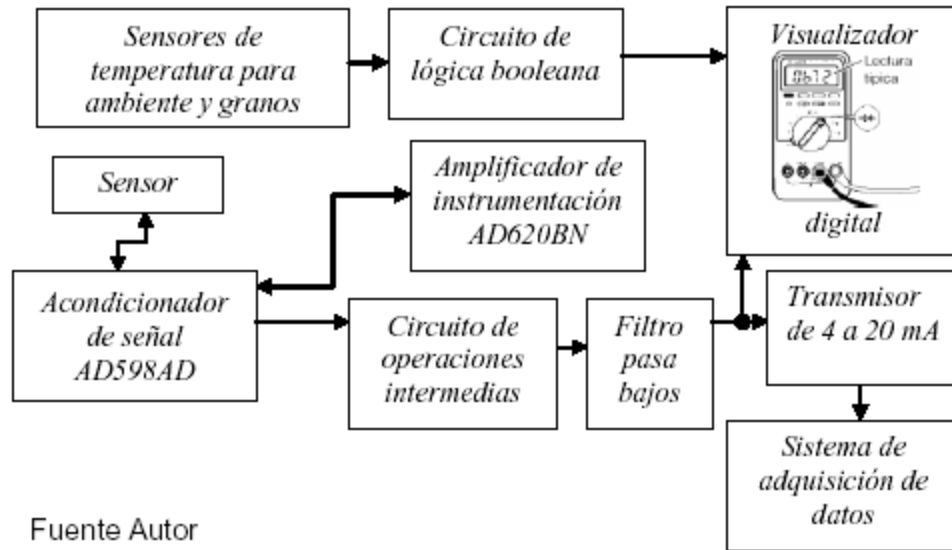 Sensores de
temperatura para
ambiente y granos
Circuito de
lógica booleana
Visualizador
Lectura
típica
digital
Sensor
Amplificador de
instrumentación
AD620BN
Acondicionador
de señal
AD598AD
Circuito de
operaciones
intermedias
Filtro
pasa
bajos
Transmisor
de 4 a 20 mA
Sistema de
adquisición de
datos
Fuente Autor